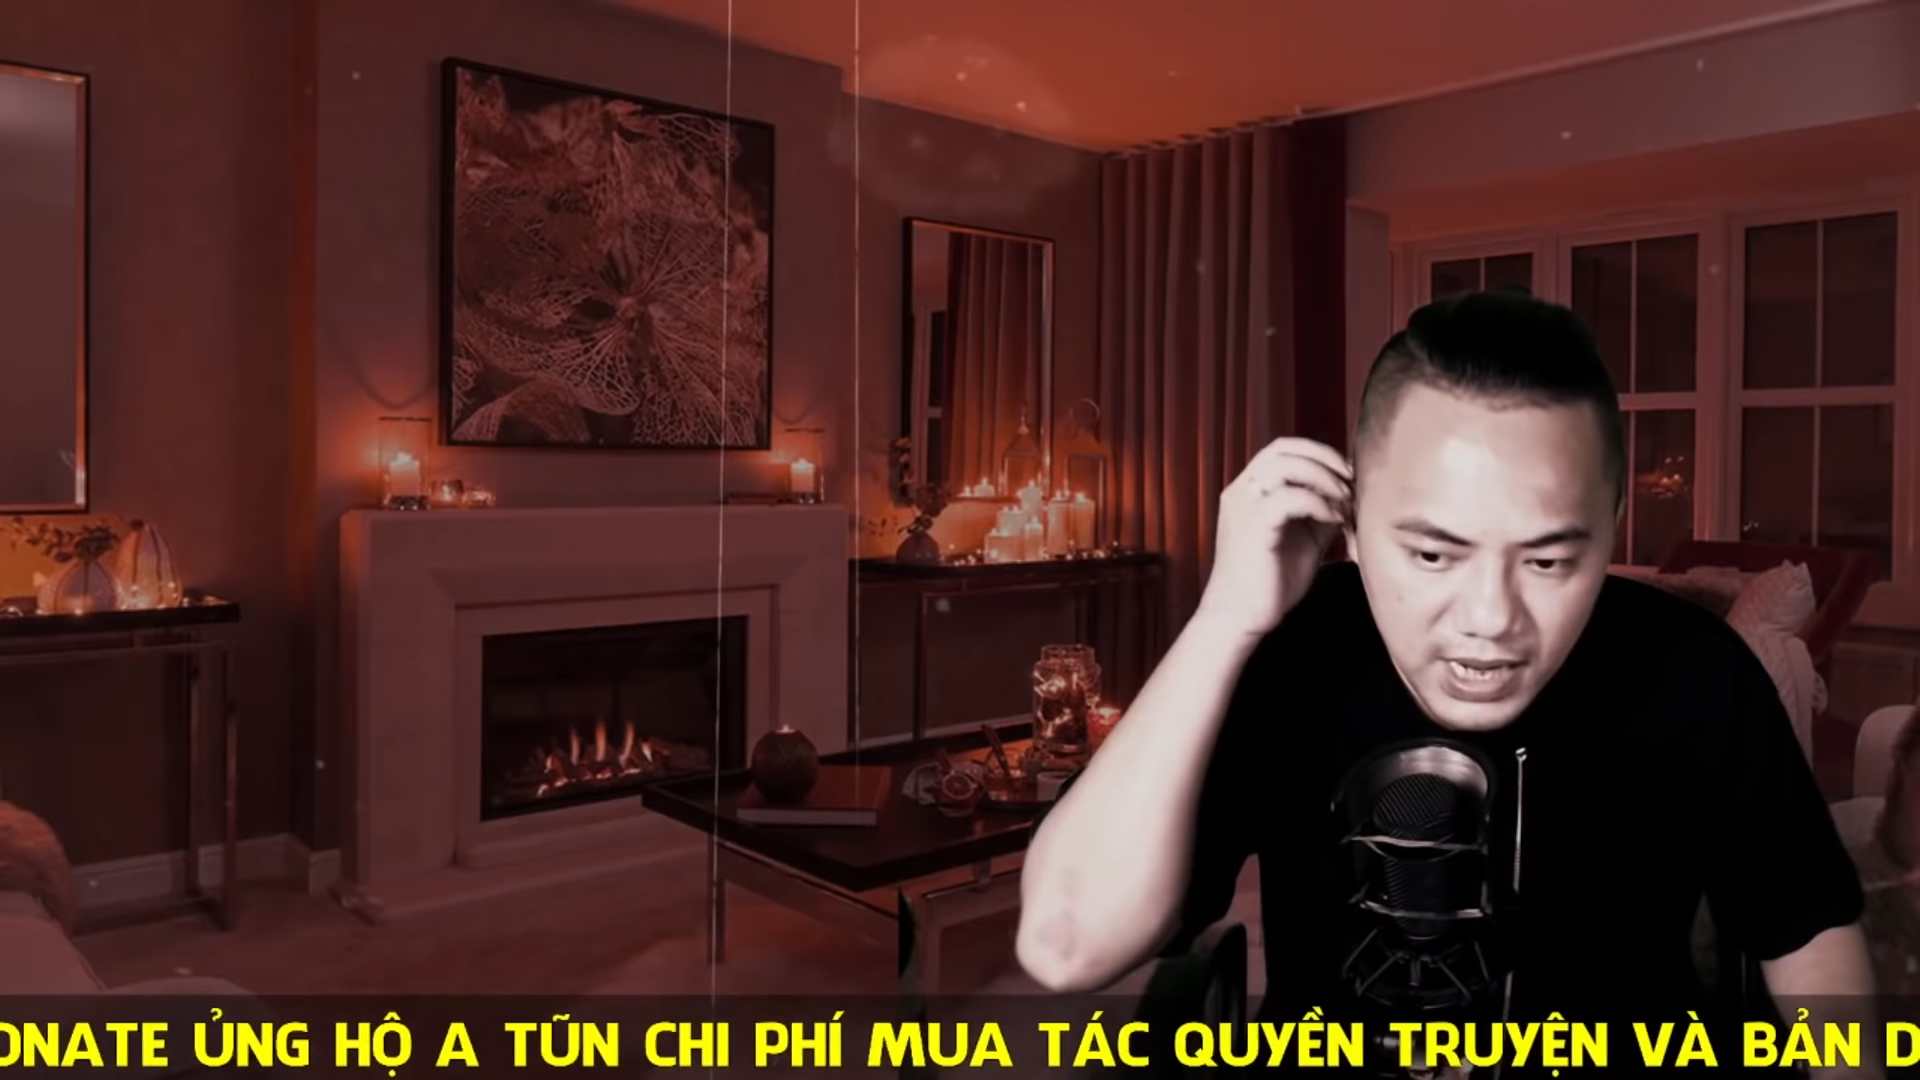 ONATE ỦNG HỘ A TŨN CHI PHÍ MUA TÁC QUYỀN TRUYỆN VÀ BẢN D